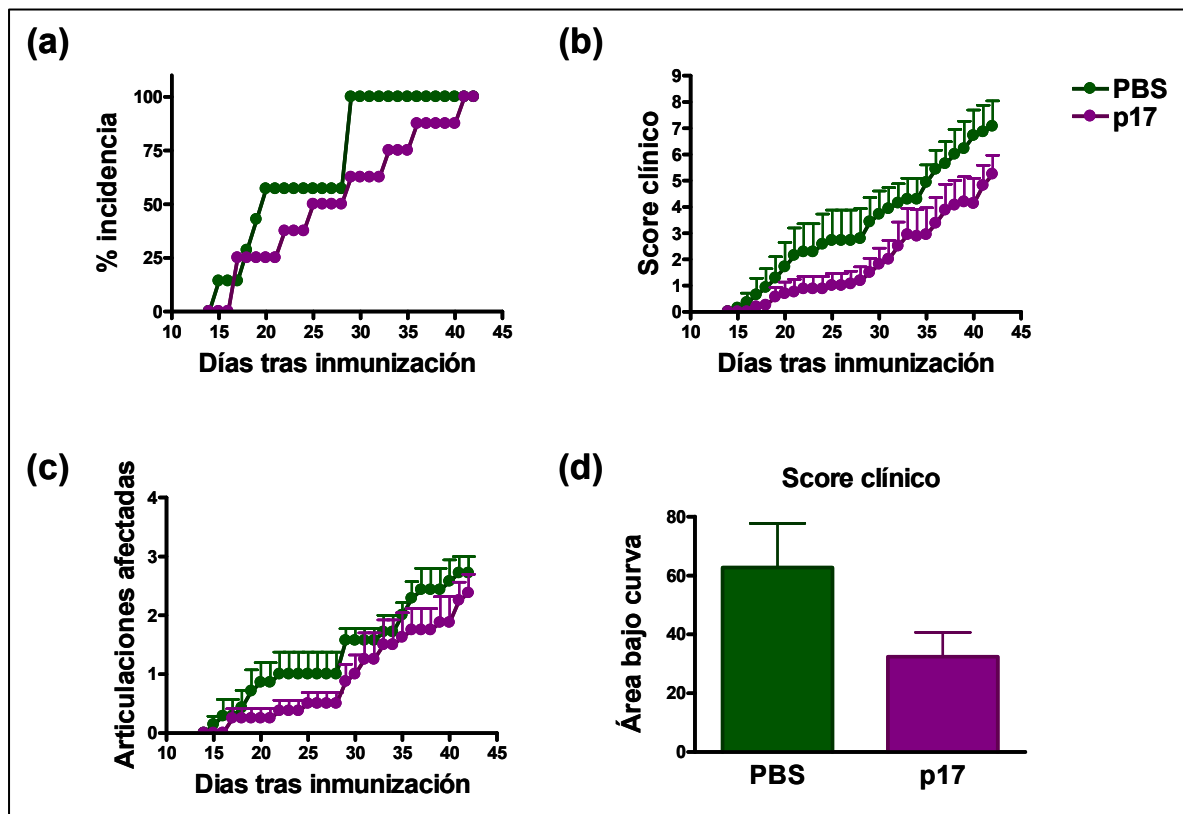 (a)
% incidencia
100
75
50
25
0
10 15 20 25 30 35 40 45
Días tras inmunización
(b)
Score clínico
9
8
7
6
5
4
3
2
1
0
10 15 20 25 30 35 40 45
Días tras inmunización
PBS
p17
(c)
Articulaciones afectadas
4
3
2
1
0
10 15 20 25 30 35 40 45
Dias tras inmunización
(d)
Score clínico
Área bajo curva
80
60
40
20
0
PBS p17